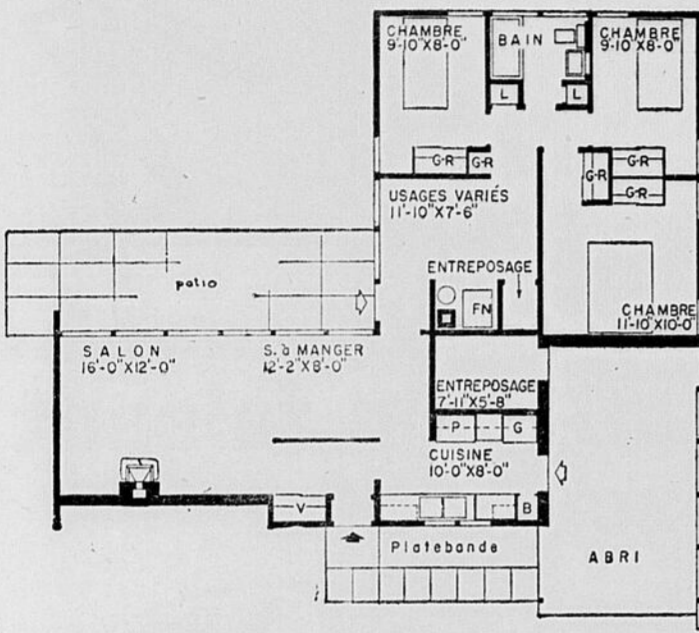 CHAMBRE
9'-10"X8'-0"
BAIN
CHAMBRE
9'-10"X8'-0"
L
L
G-R
G-R
G-R
G-R
G-R
USAGES VARIÉS
11'-10"X7'-6"
patio
ENTREPOSAGE
FN
CHAMBRE
11'-10"X10'-0"
SALON
16'-0"X12'-0"
S. à MANGER
12'-2"X8'-0"
ENTREPOSAGE
7'-11"X5'-8"
P
G
CUISINE
10'-0"X8'-0"
V
B
Platebande
ABRI